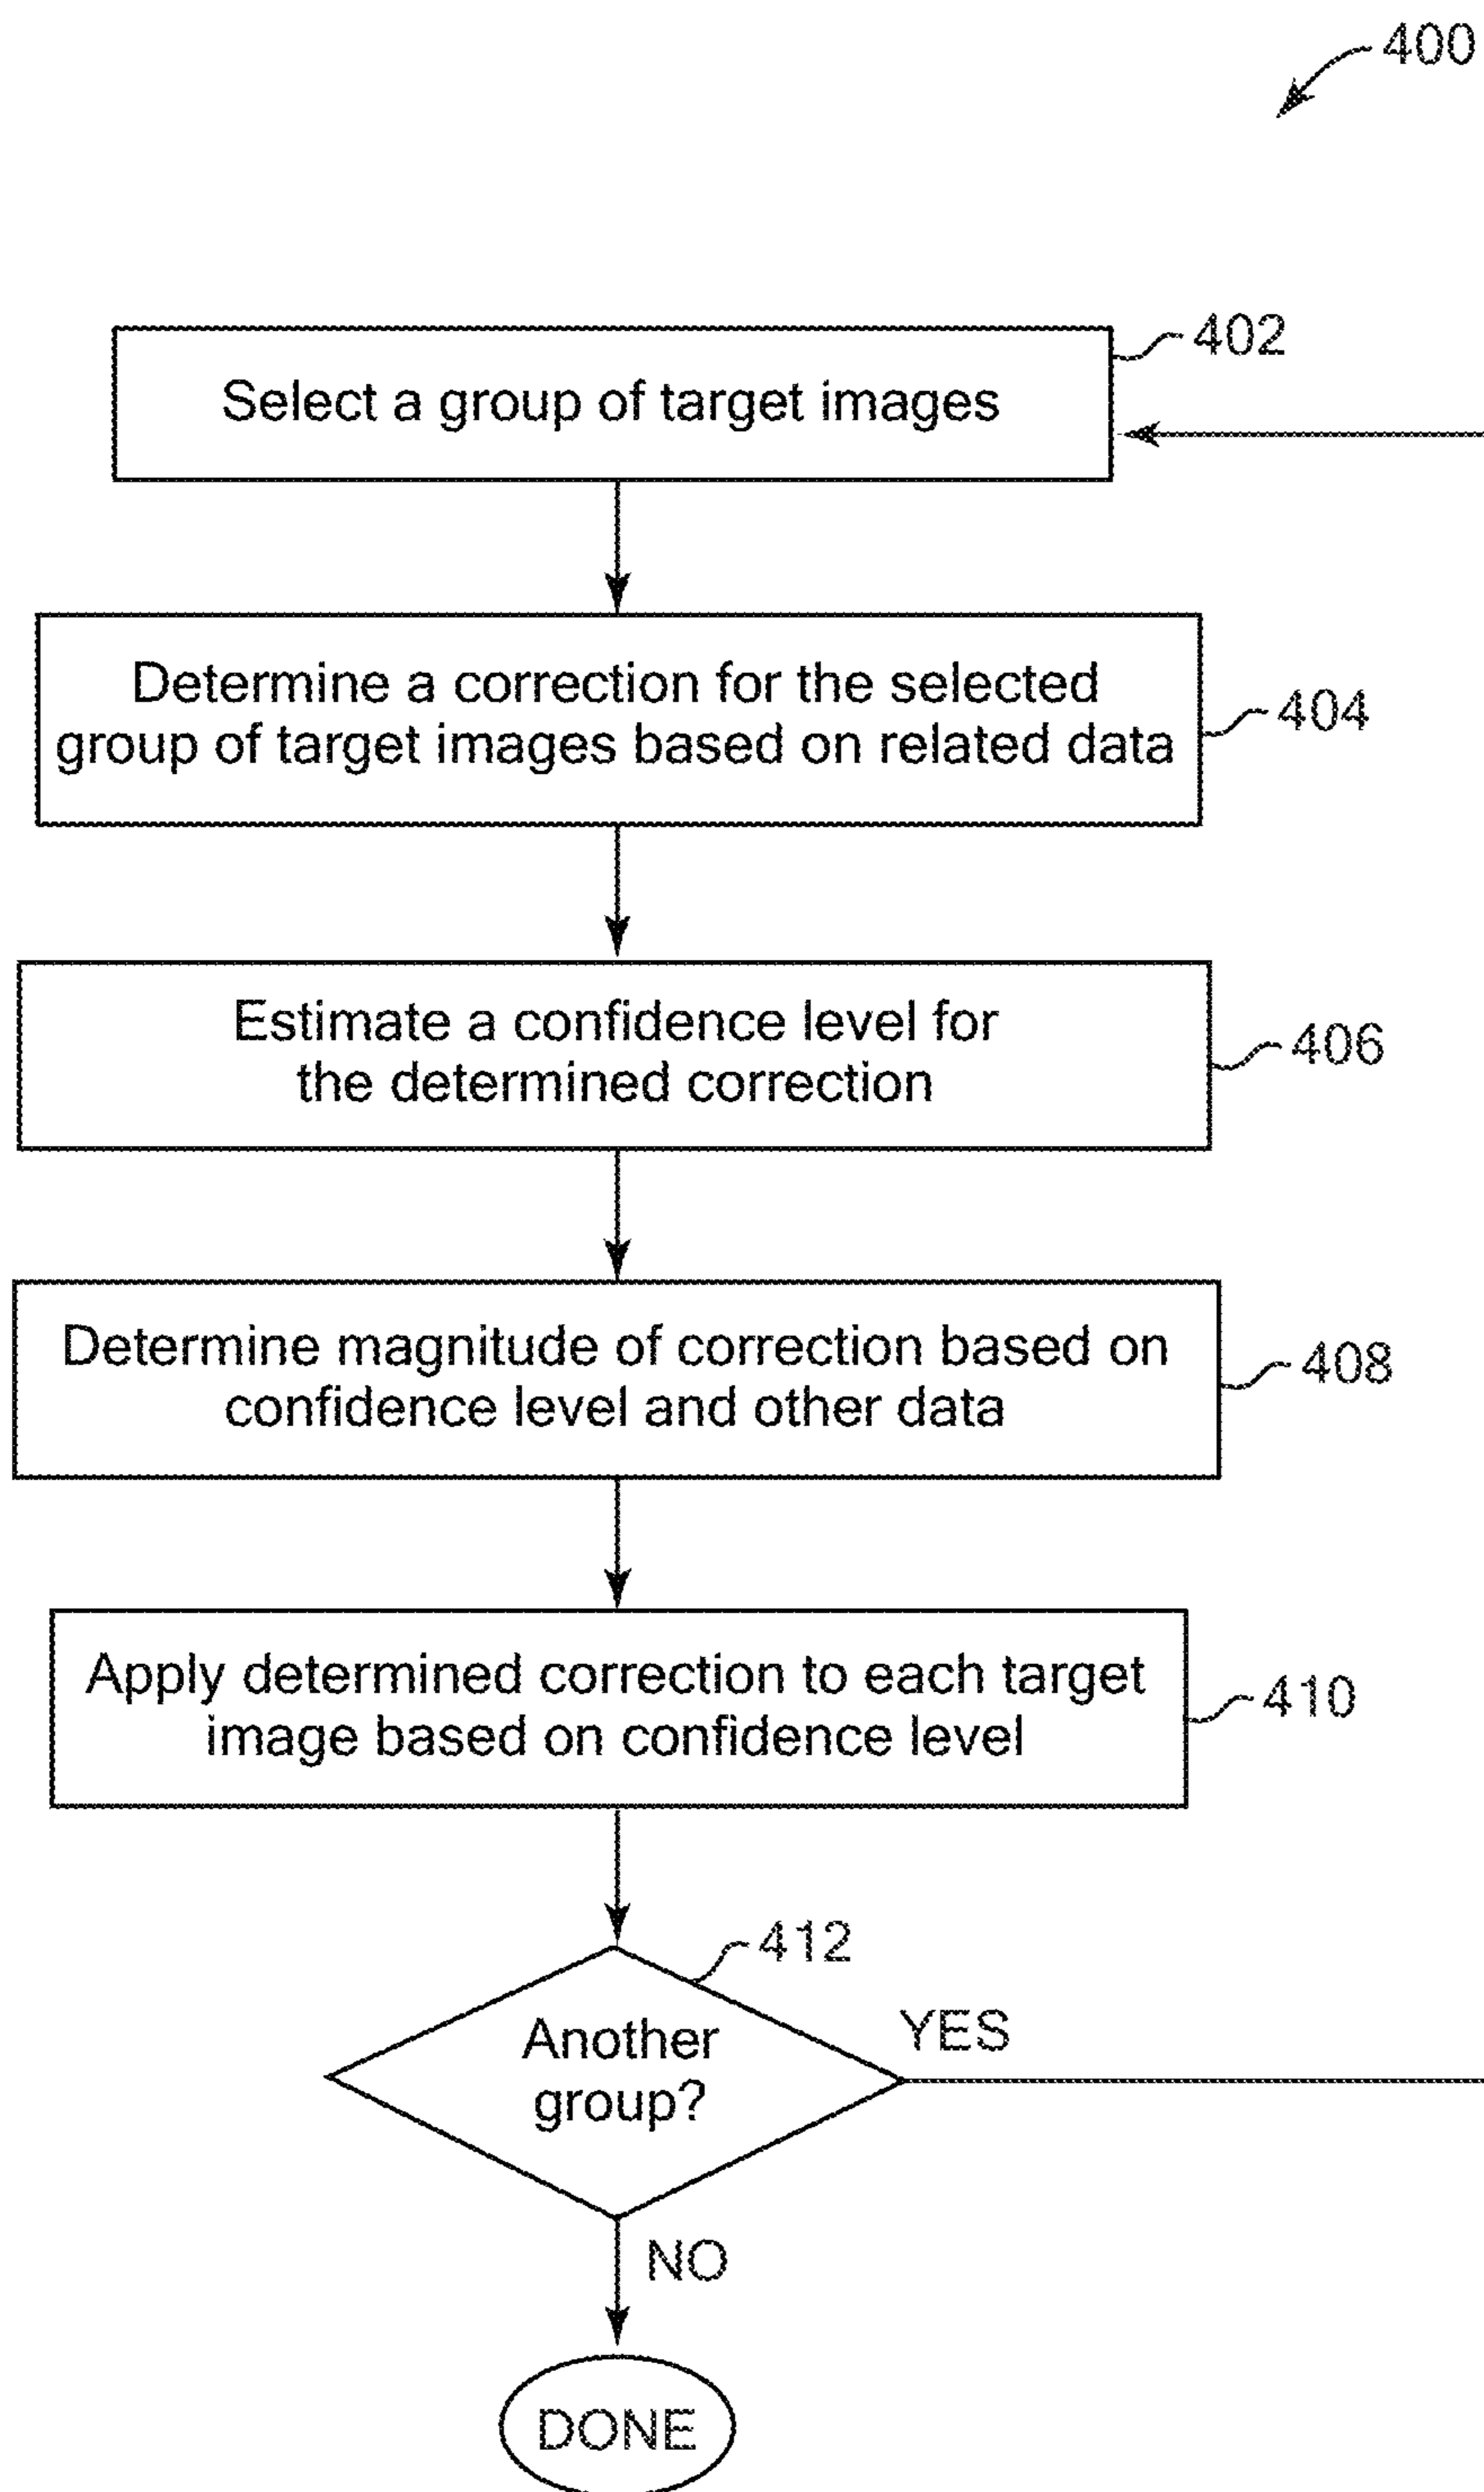 400
402
Select a group of target images
Determine a correction for the selected
group of target images based on related data
404
Estimate a confidence level for
the determined correction
406
Determine magnitude of correction based on
confidence level and other data
408
Apply determined correction to each target
image based on confidence level
410
412
Another
group?
YES
NO
DONE